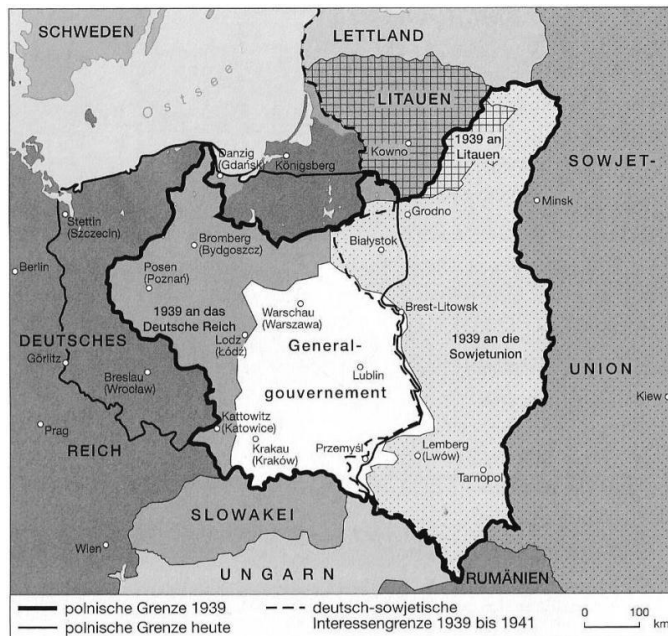 SCHWEDEN
LETTLAND
Ostsee
LITAUEN
Kowno
1939 an
Litauen
SOWJET-
Danzig
(Gdańsk)
Königsberg
Minsk
Stettin
(Szczecin)
Grodno
Bromberg
(Bydgoszcz)
Białystok
Berlin
Posen
(Poznań)
Warschau
(Warszawa)
Brest-Litowsk
1939 an das
Deutsche Reich
1939 an die
Sowjetunion
DEUTSCHES
Lodz
(Łódź)
General-
gouvernement
Görlitz
Lublin
UNION
Breslau
(Wrocław)
Kiew
Kattowitz
(Katowice)
Prag
REICH
Krakau
(Kraków)
Przemyśl
Lemberg
(Lwów)
Tarnopol
SLOWAKEI
Wien
UNGARN
RUMÄNIEN
polnische Grenze 1939
polnische Grenze heute
deutsch-sowjetische
Interessengrenze 1939 bis 1941
0 100
km